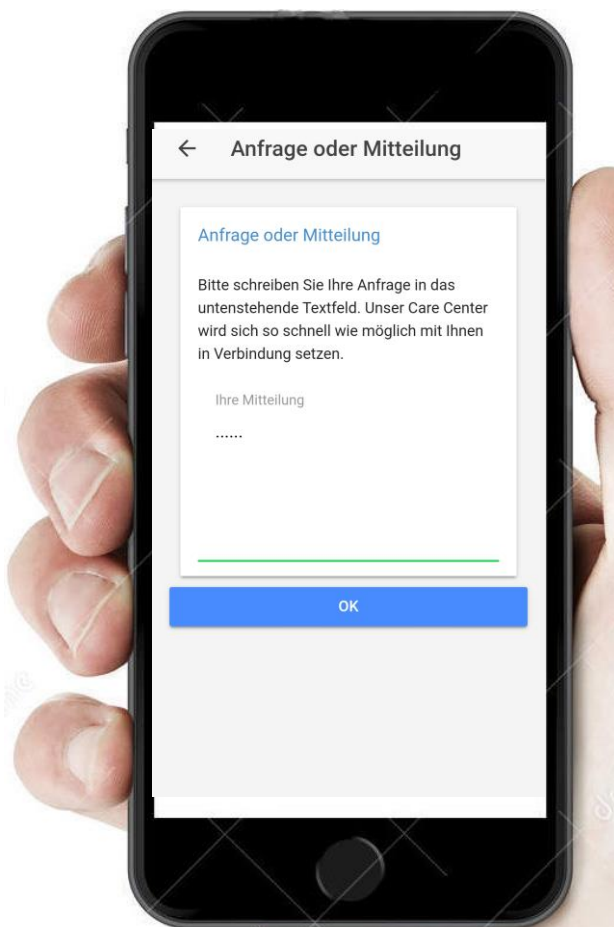 Anfrage oder Mitteilung
Anfrage oder Mitteilung
Bitte schreiben Sie Ihre Anfrage in das
untenstehende Textfeld. Unser Care Center
wird sich so schnell wie möglich mit Ihnen
in Verbindung setzen.
Ihre Mitteilung
......
OK